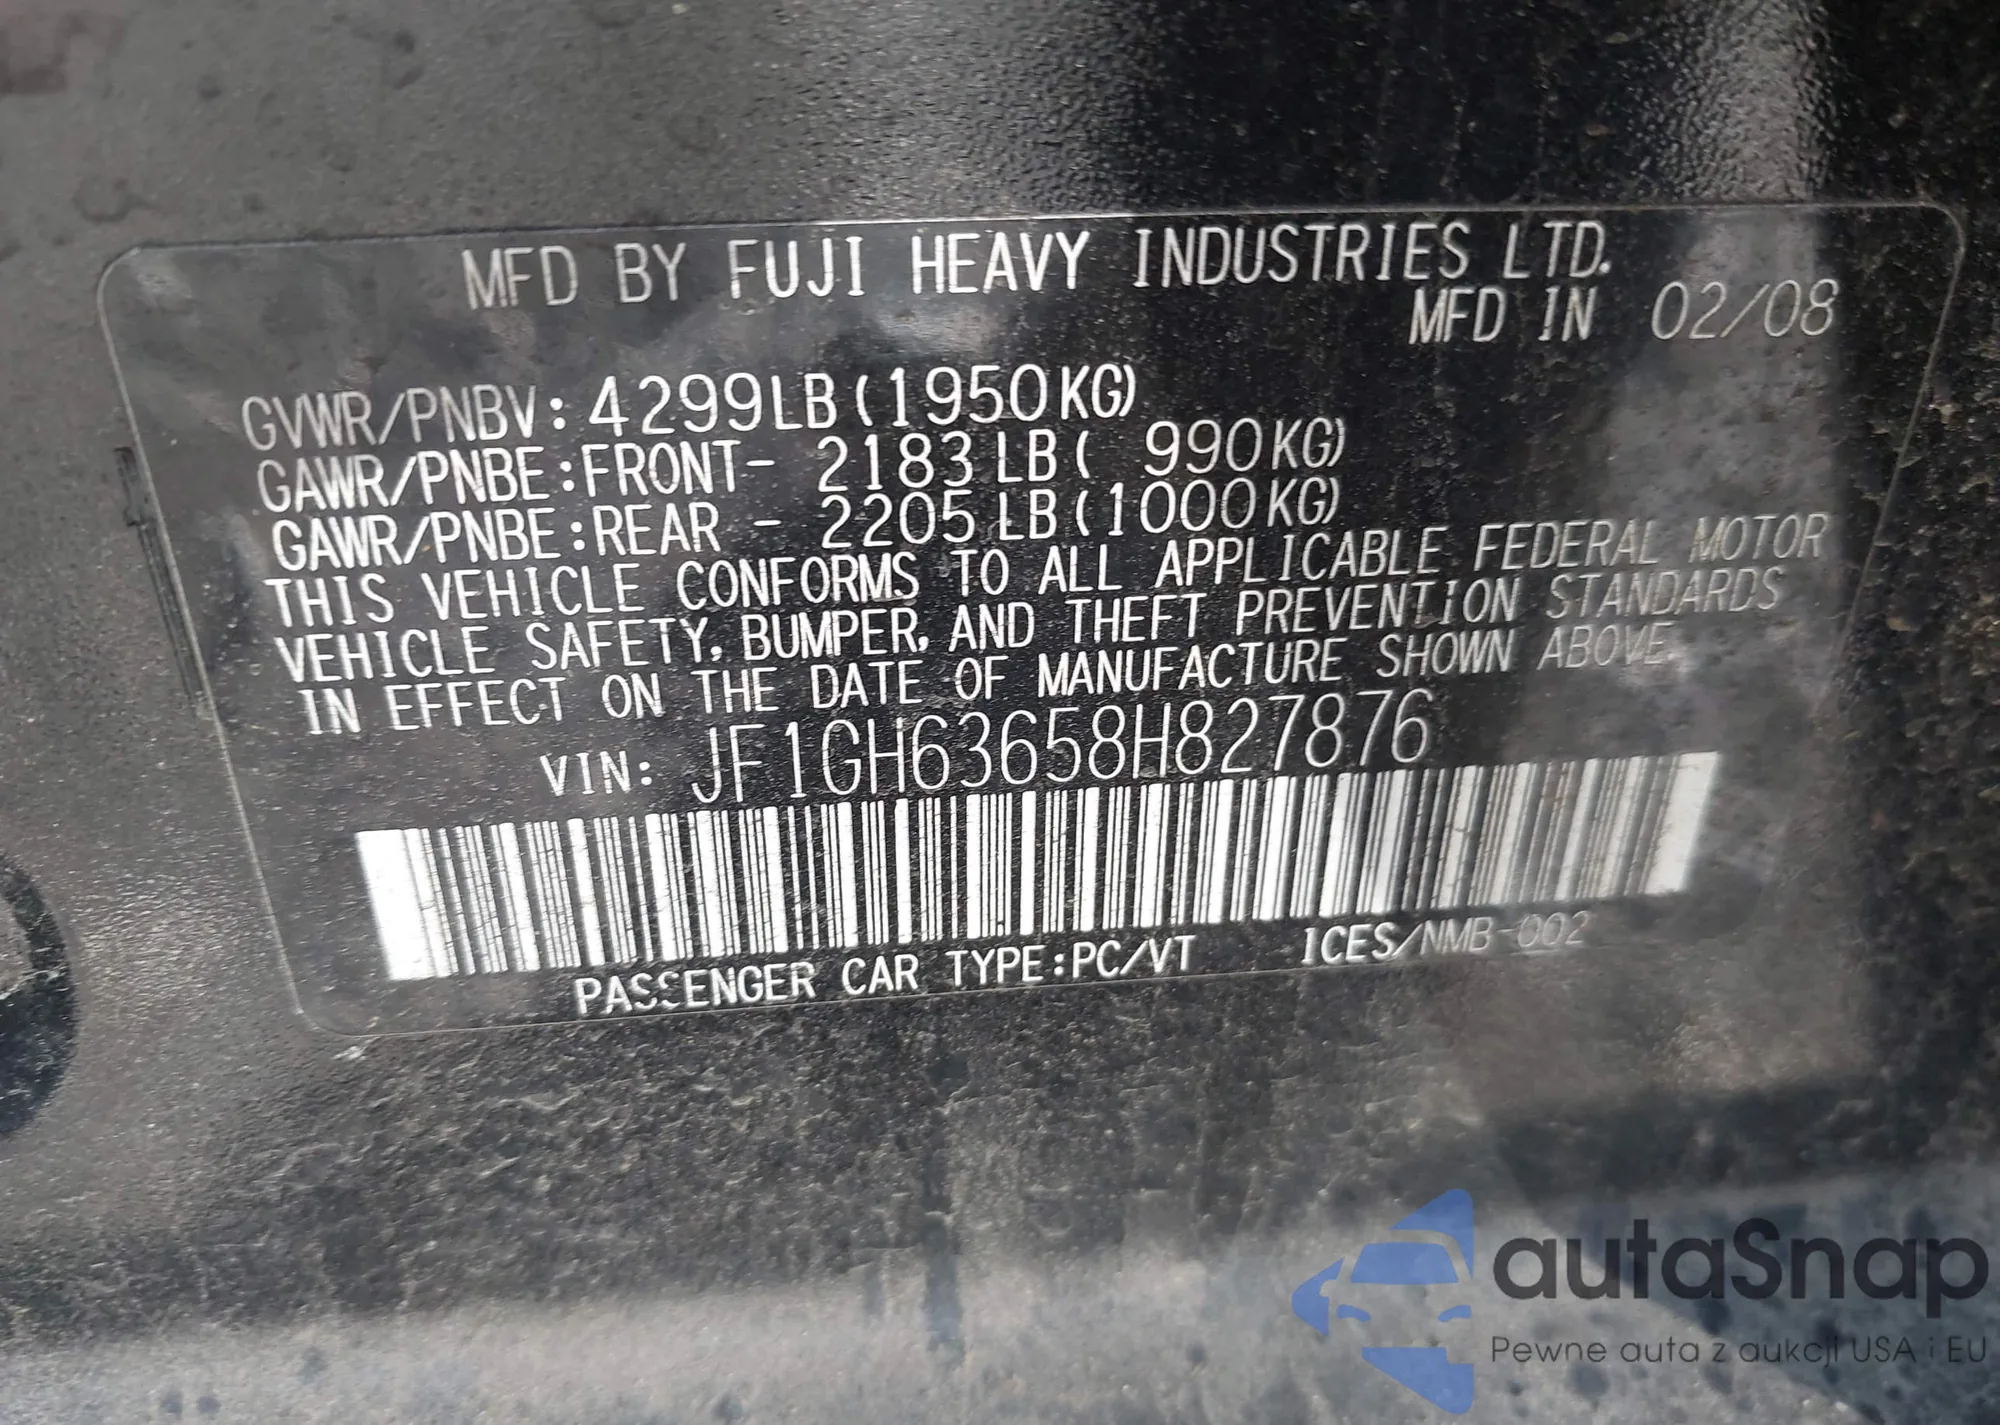 MFD BY FUJI HEAVY INDUSTRIES LTD.
MFD IN 02/08
GVWR/PNBV:4299LB(1950KG)
GAWR/PNBE:FRONT- 2183LB( 990KG)
GAWR/PNBE:REAR - 2205LB(1000KG)
THIS VEHICLE CONFORMS TO ALL APPLICABLE FEDERAL MOTOR
VEHICLE SAFETY, BUMPER, AND THEFT PREVENTION STANDARDS
IN EFFECT ON THE DATE OF MANUFACTURE SHOWN ABOVE.
VIN: JF1GH63658H827876
PASSENGER CAR TYPE:PC/VT ICES/NMB-002
autaSnap
Pewne auta z aukcji USA i EU